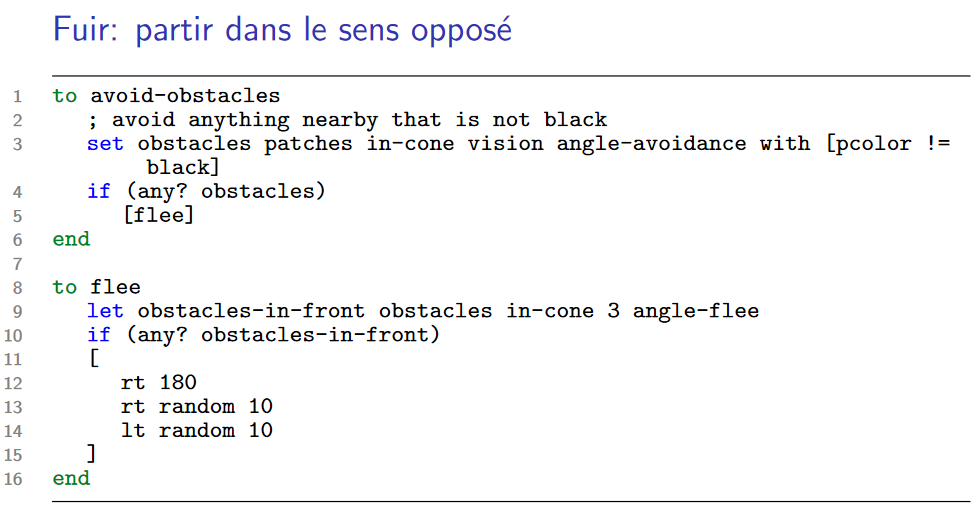 Fuir: partir dans le sens opposé
1 to avoid-obstacles
2 ; avoid anything nearby that is not black
3 set obstacles patches in-cone vision angle-avoidance with [pcolor !=
black]
4 if (any? obstacles)
5 [flee]
6 end
7
8 to flee
9 let obstacles-in-front obstacles in-cone 3 angle-flee
10 if (any? obstacles-in-front)
11 [
12 rt 180
13 rt random 10
14 lt random 10
15 ]
16 end